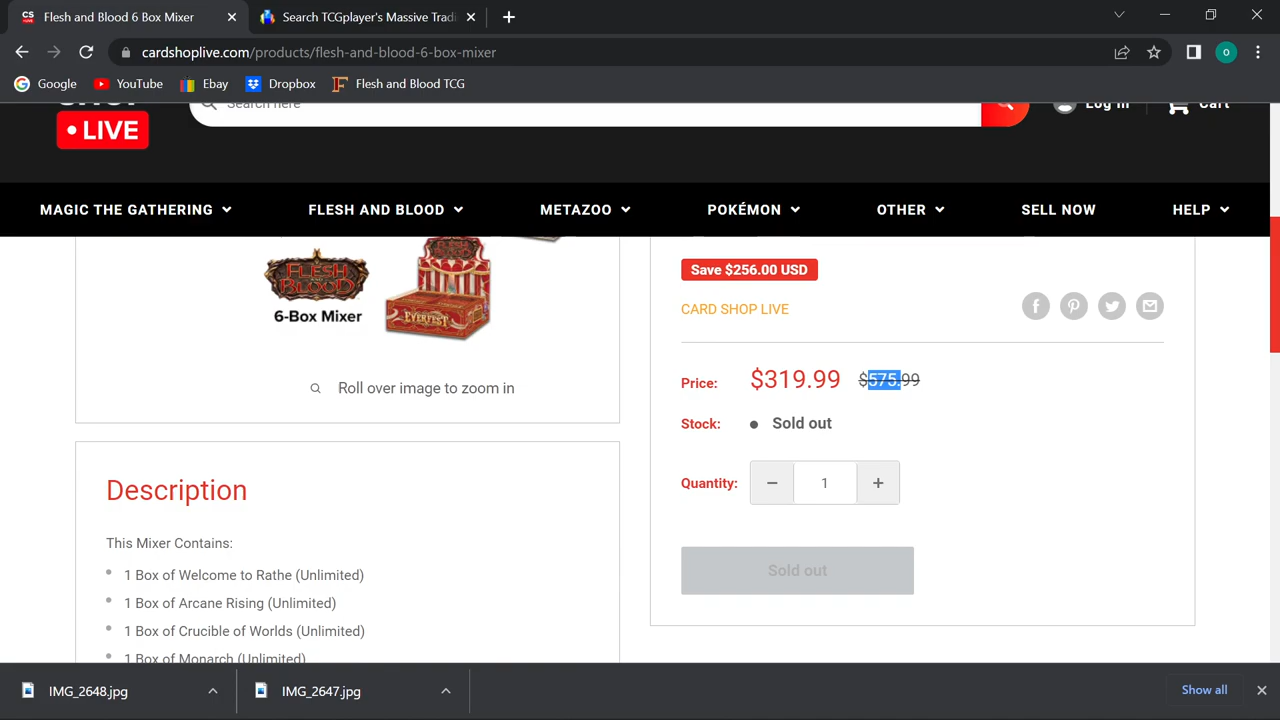 Flesh and Blood 6 Box Mixer
Search TCGplayer's Massive Tradi
cardshoplive.com/products/flesh-and-blood-6-box-mixer
Google
YouTube
Ebay
Dropbox
Flesh and Blood TCG
SHOP
• LIVE
Search here
Log in
Cart
MAGIC THE GATHERING
FLESH AND BLOOD
METAZOO
POKÉMON
OTHER
SELL NOW
HELP
FLESH AND BLOOD
6-Box Mixer
EVERFEST
Roll over image to zoom in
Save $256.00 USD
CARD SHOP LIVE
Price: $319.99 $575.99
Stock: Sold out
Quantity: − 1 +
Sold out
Description
This Mixer Contains:
1 Box of Welcome to Rathe (Unlimited)
1 Box of Arcane Rising (Unlimited)
1 Box of Crucible of Worlds (Unlimited)
1 Box of Monarch (Unlimited)
IMG_2648.jpg
IMG_2647.jpg
Show all